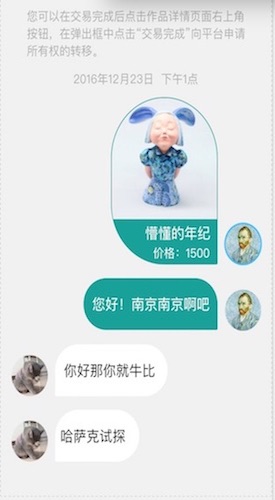 您可以在交易完成后点击作品详情页面右上角
按钮，在弹出框中点击“交易完成”向平台申请
所有权的转移。
2016年12月23日 下午1点
懵懂的年纪
价格：1500
您好！南京南京啊吧
你好那你就牛比
哈萨克试探